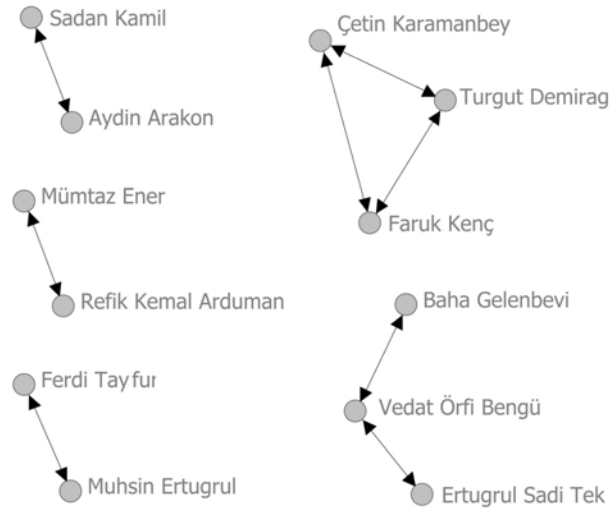 Sadan Kamil
Aydin Arakon
Mümtaz Ener
Refik Kemal Arduman
Ferdi Tayfur
Muhsin Ertugrul
Çetin Karamanbey
Turgut Demirag
Faruk Kenç
Baha Gelenbevi
Vedat Örfi Bengü
Ertugrul Sadi Tek